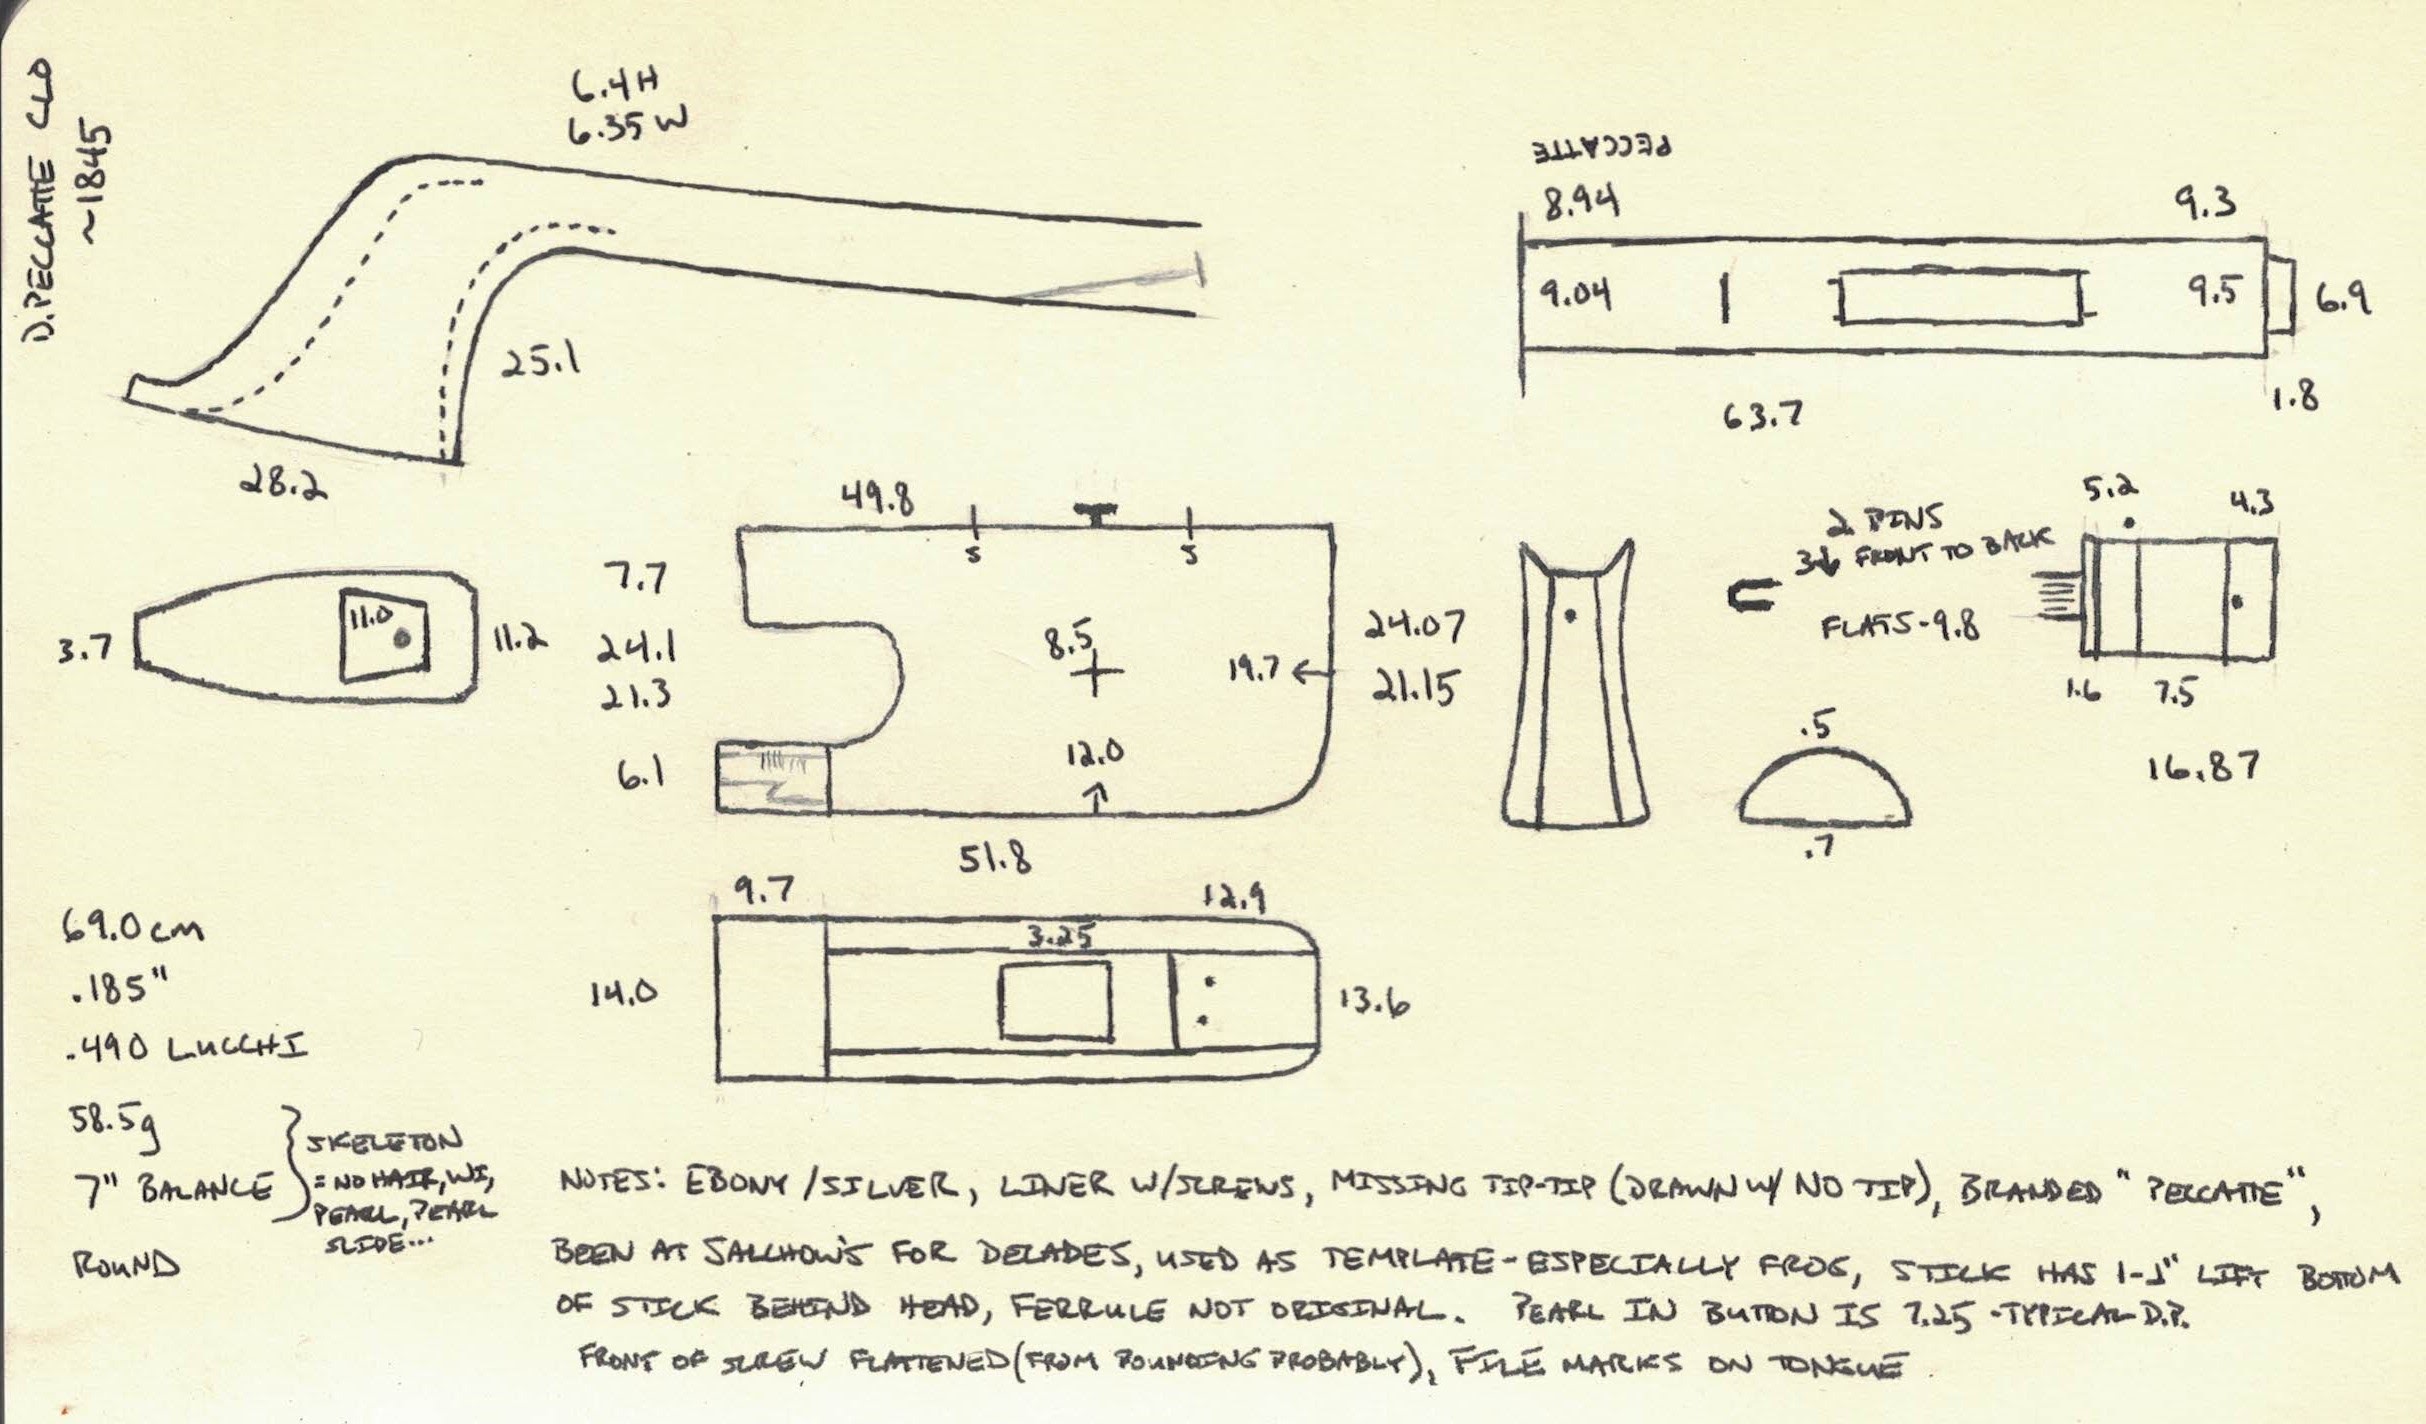 D. PECCATTE CLO
~1845
6.4 H
6.35 W
25.1
28.2
PECCATTE
8.94
9.3
9.04
9.5
6.9
1.8
63.7
3.7
11.0
11.2
49.8
5
5
7.7
24.1
21.3
6.1
8.5
19.7 ←
12.0
↑
24.07
21.15
51.8
2 PINS
FRONT TO BACK
FLATS - 9.8
5.2
4.3
1.6
7.5
16.87
.5
.7
9.7
12.9
3.25
14.0
13.6
69.0 cm
.185"
.490 LUCCHI
58.5g
7" BALANCE
ROUND
SKELETON
= NO HAIR, WI,
PEARL, PEARL
SLIDE...
NOTES: EBONY / SILVER, LINER W/SCREWS, MISSING TIP-TIP (DRAWN W/ NO TIP), BRANDED "PECCATTE",
BEEN AT SALCHOW'S FOR DECADES, USED AS TEMPLATE - ESPECIALLY FROG, STICK HAS 1-1" LIFT BOTTOM
OF STICK BEHIND HEAD, FERRULE NOT ORIGINAL. PEARL IN BUTTON IS 7.25 - TYPICAL D.P.
FRONT OF SCREW FLATTENED (FROM POUNDING PROBABLY), FILE MARKS ON TONGUE